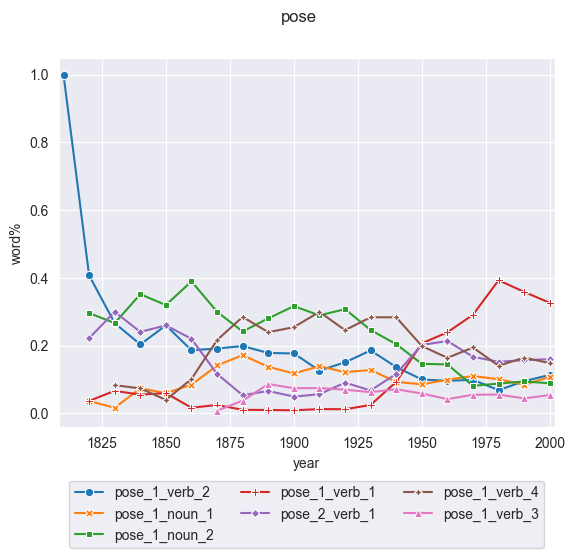 pose
1.0
0.8
0.6
0.4
0.2
0.0
word%
1825 1850 1875 1900 1925 1950 1975 2000
year
pose_1_verb_2 pose_1_verb_1 pose_1_verb_4
pose_1_noun_1 pose_2_verb_1 pose_1_verb_3
pose_1_noun_2